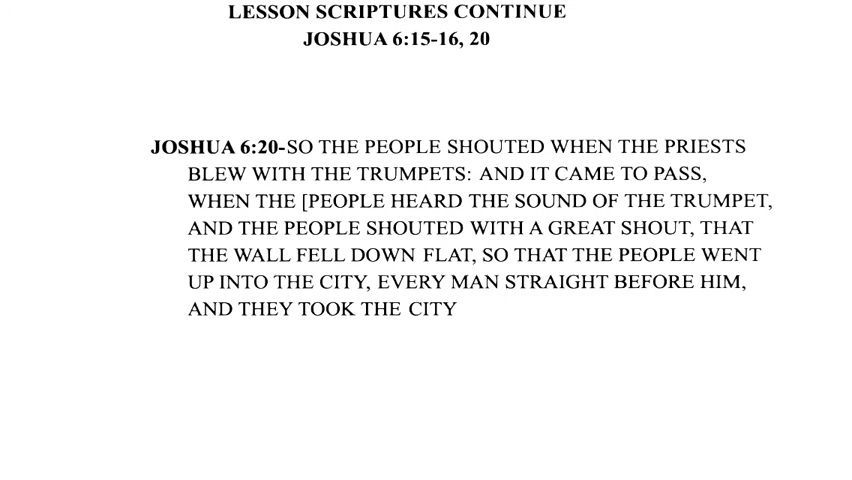 LESSON SCRIPTURES CONTINUE
JOSHUA 6:15-16, 20
JOSHUA 6:20-SO THE PEOPLE SHOUTED WHEN THE PRIESTS
BLEW WITH THE TRUMPETS: AND IT CAME TO PASS,
WHEN THE [PEOPLE HEARD THE SOUND OF THE TRUMPET,
AND THE PEOPLE SHOUTED WITH A GREAT SHOUT, THAT
THE WALL FELL DOWN FLAT, SO THAT THE PEOPLE WENT
UP INTO THE CITY, EVERY MAN STRAIGHT BEFORE HIM,
AND THEY TOOK THE CITY